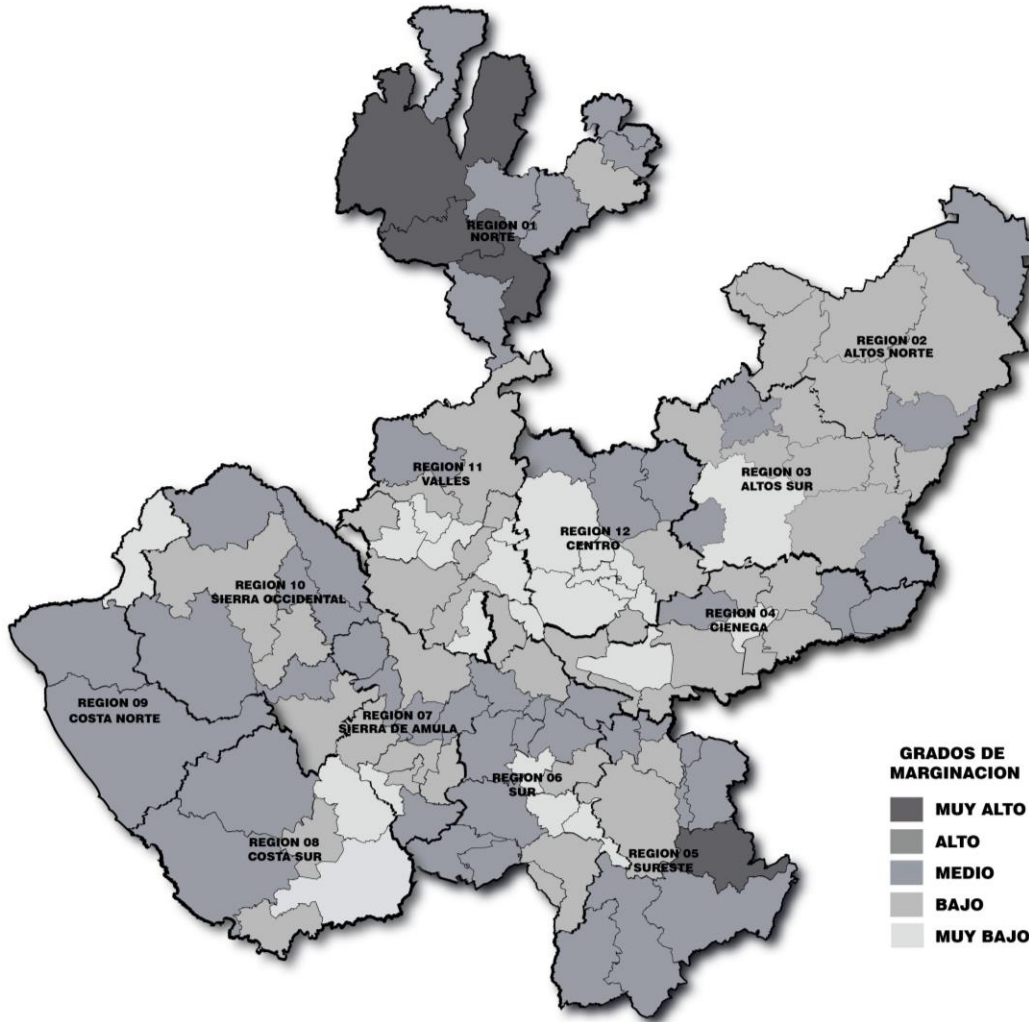 REGION 01
NORTE
REGION 02
ALTOS NORTE
REGION 11
VALLES
REGION 03
ALTOS SUR
REGION 12
CENTRO
REGION 10
SIERRA OCCIDENTAL
REGION 04
CIENEGA
REGION 09
COSTA NORTE
REGION 07
SIERRA DE AMULA
REGION 06
SUR
REGION 08
COSTA SUR
REGION 05
SURESTE
GRADOS DE
MARGINACION
MUY ALTO
ALTO
MEDIO
BAJO
MUY BAJO